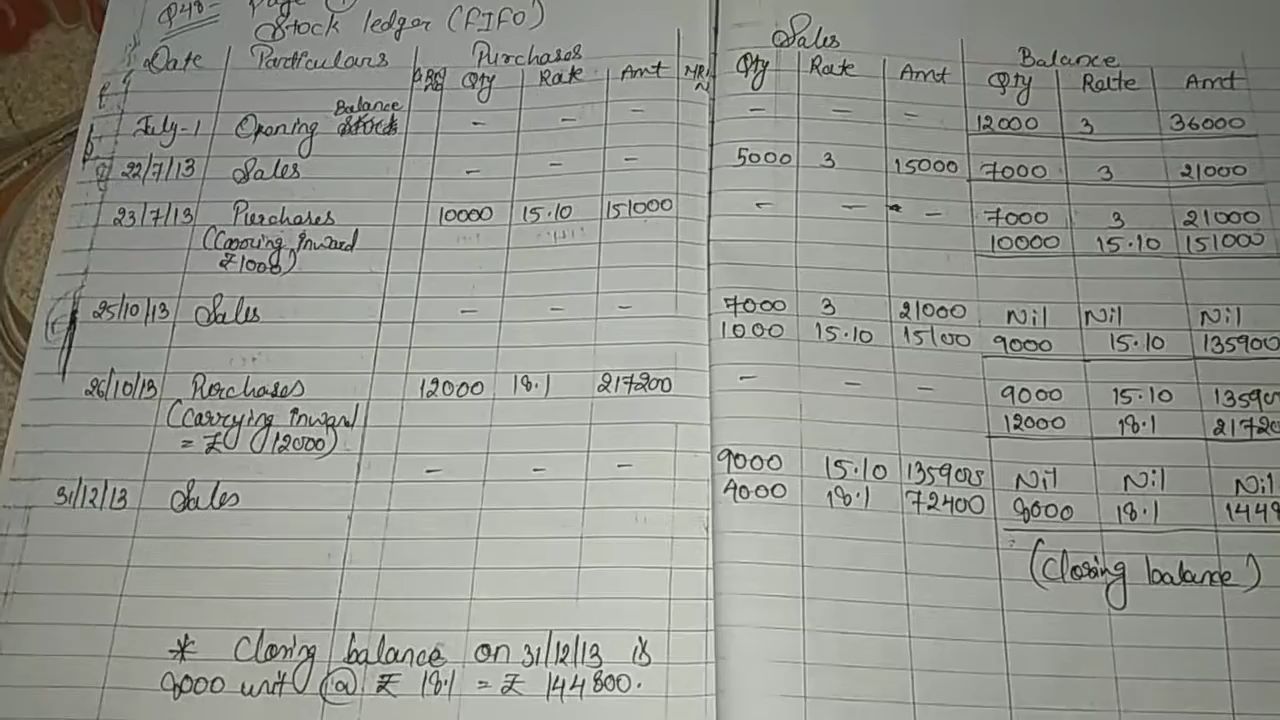 Stock ledger (FIFO)
Date Particulars Purchases Sales Balance
Qty Rate Amt Qty Rate Amt Qty Rate Amt
July-1 Opening Balance - - - - - - 12000 3 36000
22/7/13 Sales - - - 5000 3 15000 7000 3 21000
23/7/13 Purchases 10000 15.10 151000 - - - 7000 3 21000
(Carring inward 10000 15.10 151000
25/10/13 Sales - - - 7000 3 21000 Nil Nil Nil
1000 15.10 15100 9000 15.10 135900
26/10/13 Purchases 12000 18.1 217200 - - - 9000 15.10 13590
(Carrying inward 12000 18.1 21720
= ₹ 12000)
- - - 9000 15.10 Nil Nil Nil
31/12/13 Sales 4000 18.1 72400 8000 18.1 1448
(Closing balance)
* Closing balance on 31/12/13 is
8000 unit @ ₹ 18.1 = ₹ 144800.